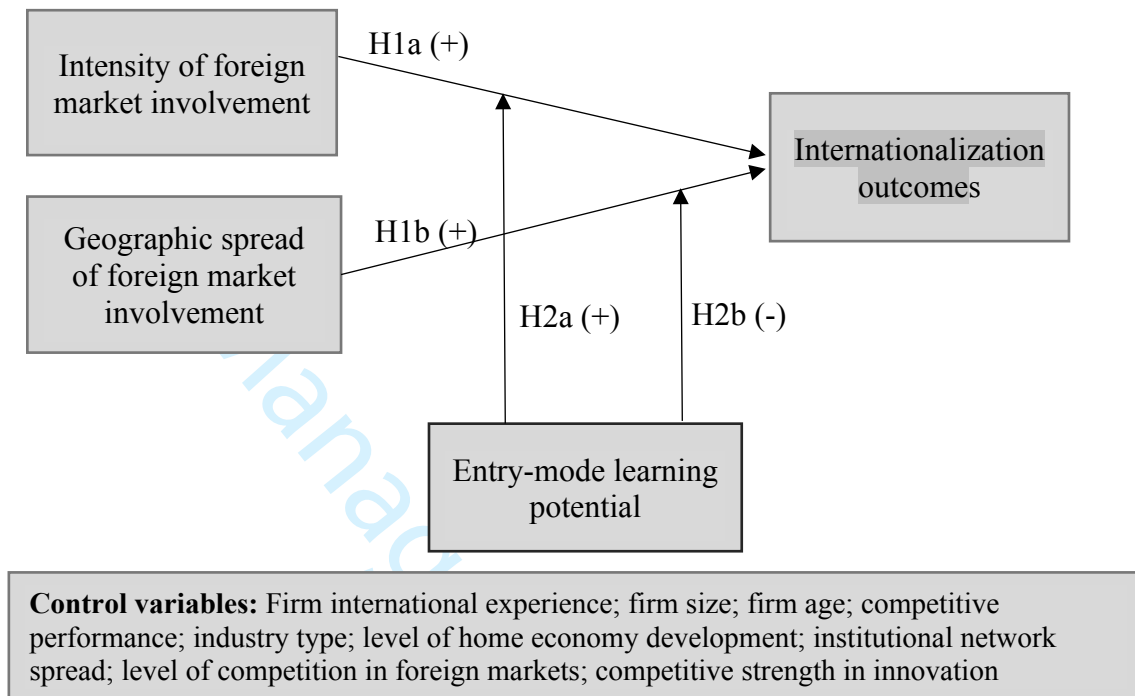 H1a (+)
Intensity of foreign
market involvement
Internationalization
outcomes
Geographic spread
of foreign market
involvement
H1b (+)
H2a (+)
H2b (-)
Entry-mode learning
potential
Control variables: Firm international experience; firm size; firm age; competitive
performance; industry type; level of home economy development; institutional network
spread; level of competition in foreign markets; competitive strength in innovation